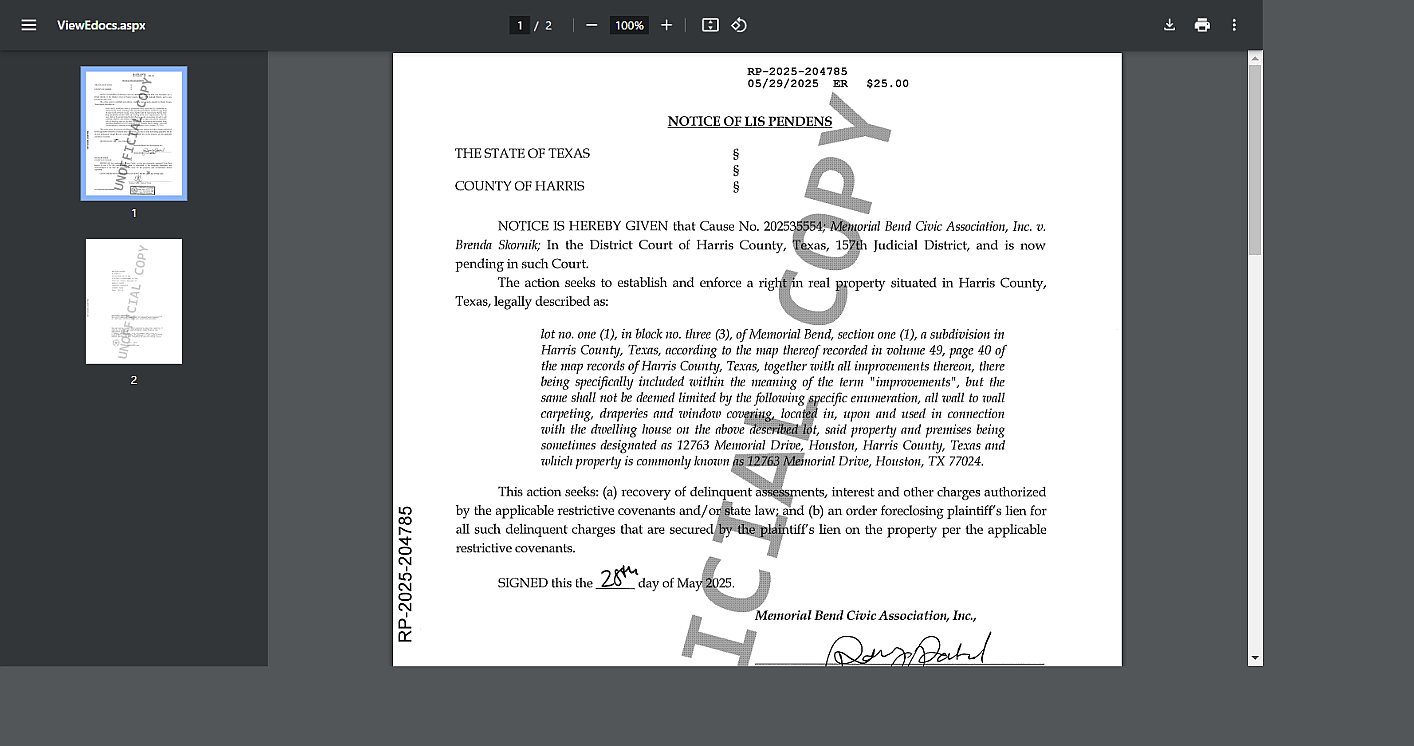 ViewEdocs.aspx
1 / 2
100%
1
2
RP-2025-204785
05/29/2025 ER $25.00
NOTICE OF LIS PENDENS
THE STATE OF TEXAS §
§
COUNTY OF HARRIS §
NOTICE IS HEREBY GIVEN that Cause No. 202535554; Memorial Bend Civic Association, Inc. v.
Brenda Skornik; In the District Court of Harris County, Texas, 157th Judicial District, and is now
pending in such Court.
The action seeks to establish and enforce a right in real property situated in Harris County,
Texas, legally described as:
lot no. one (1), in block no. three (3), of Memorial Bend, section one (1), a subdivision in
Harris County, Texas, according to the map thereof recorded in volume 49, page 40 of
the map records of Harris County, Texas, together with all improvements thereon, there
being specifically included within the meaning of the term "improvements", but the
same shall not be deemed limited by the following specific enumeration, all wall to wall
carpeting, draperies and window covering, located in, upon and used in connection
with the dwelling house on the above described lot, said property and premises being
sometimes designated as 12763 Memorial Drive, Houston, Harris County, Texas and
which property is commonly known as 12763 Memorial Drive, Houston, TX 77024.
This action seeks: (a) recovery of delinquent assessments, interest and other charges authorized
by the applicable restrictive covenants and/or state law; and (b) an order foreclosing plaintiff's lien for
all such delinquent charges that are secured by the plaintiff's lien on the property per the applicable
restrictive covenants.
SIGNED this the 28th day of May 2025.
Memorial Bend Civic Association, Inc.,
RP-2025-204785
ICIAL COPY
UNOFFICIAL COPY
UNOFFICIAL COPY